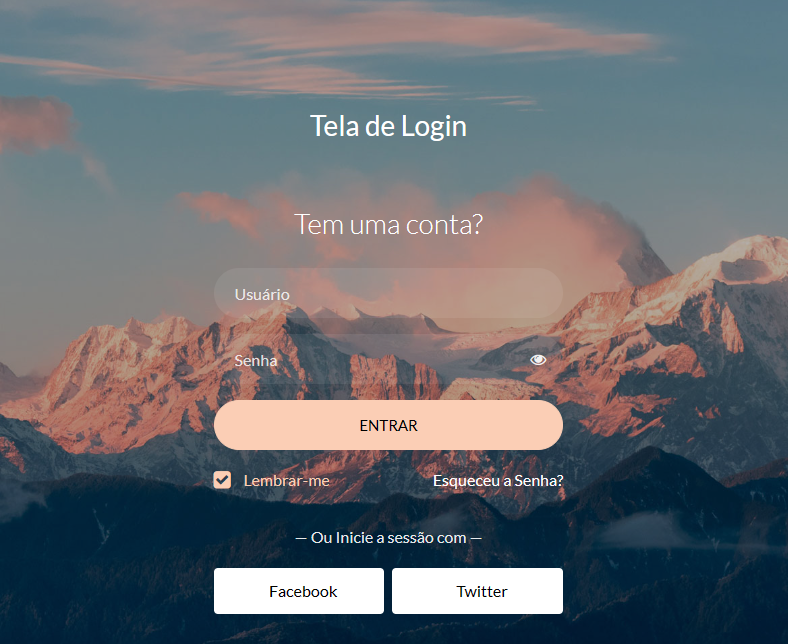 Tela de Login
Tem uma conta?
Usuário
Senha
ENTRAR
Lembrar-me Esqueceu a Senha?
— Ou Inicie a sessão com —
Facebook Twitter